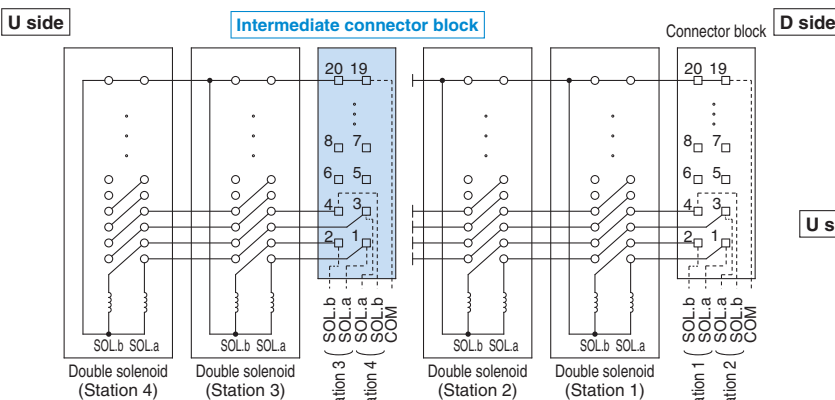 U side
Intermediate connector block
Connector block
D side
20 19
8 7
6 5
4 3
2 1
20 19
8 7
6 5
4 3
2 1
SOL.b SOL.a
SOL.b SOL.a
SOL.b
SOL.a
SOL.a
SOL.b
COM
SOL.b SOL.a
SOL.b SOL.a
SOL.b
SOL.a
SOL.a
SOL.b
COM
Double solenoid
(Station 4)
Double solenoid
(Station 3)
Double solenoid
(Station 2)
Double solenoid
(Station 1)